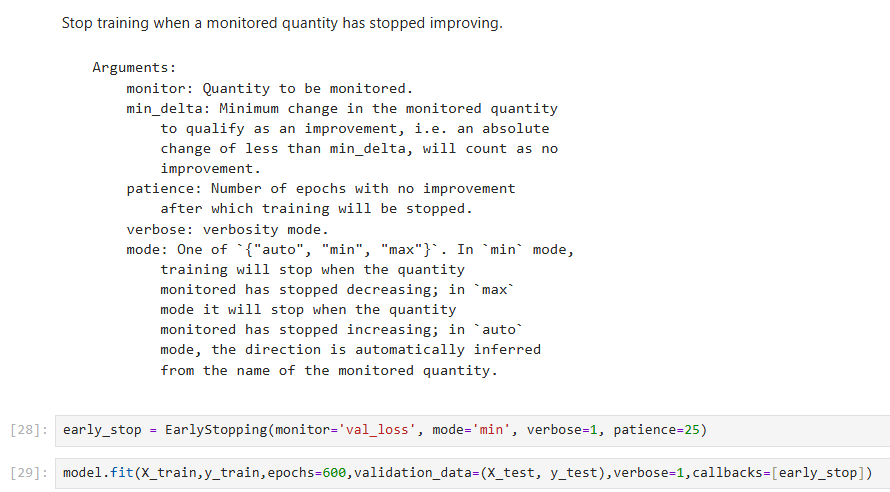 Stop training when a monitored quantity has stopped improving.
Arguments:
monitor: Quantity to be monitored.
min_delta: Minimum change in the monitored quantity
to qualify as an improvement, i.e. an absolute
change of less than min_delta, will count as no
improvement.
patience: Number of epochs with no improvement
after which training will be stopped.
verbose: verbosity mode.
mode: One of `{"auto", "min", "max"}`. In `min` mode,
training will stop when the quantity
monitored has stopped decreasing; in `max`
mode it will stop when the quantity
monitored has stopped increasing; in `auto`
mode, the direction is automatically inferred
from the name of the monitored quantity.
[28]: early_stop = EarlyStopping(monitor='val_loss', mode='min', verbose=1, patience=25)
[29]: model.fit(X_train,y_train,epochs=600,validation_data=(X_test, y_test),verbose=1,callbacks=[early_stop])